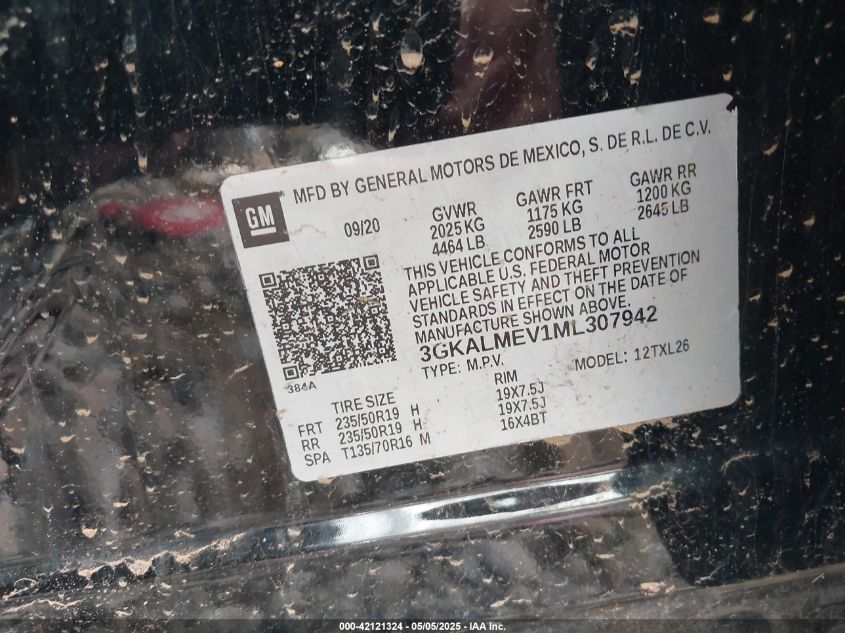 MFD BY GENERAL MOTORS DE MEXICO, S. DE R.L. DE C.V.
GM
09/20
GVWR
2025 KG
4464 LB
GAWR FRT
1175 KG
2590 LB
GAWR RR
1200 KG
2645 LB
THIS VEHICLE CONFORMS TO ALL
APPLICABLE U.S. FEDERAL MOTOR
VEHICLE SAFETY AND THEFT PREVENTION
STANDARDS IN EFFECT ON THE DATE OF
MANUFACTURE SHOWN ABOVE.
3GKALMEV1ML307942
TYPE: M.P.V. MODEL: 12TXL26
384A
TIRE SIZE RIM
FRT 235/50R19 H 19X7.5J
RR 235/50R19 H 19X7.5J
SPA T135/70R16 M 16X4BT
000-42121324 | 05/05/2025 - IAA Inc.